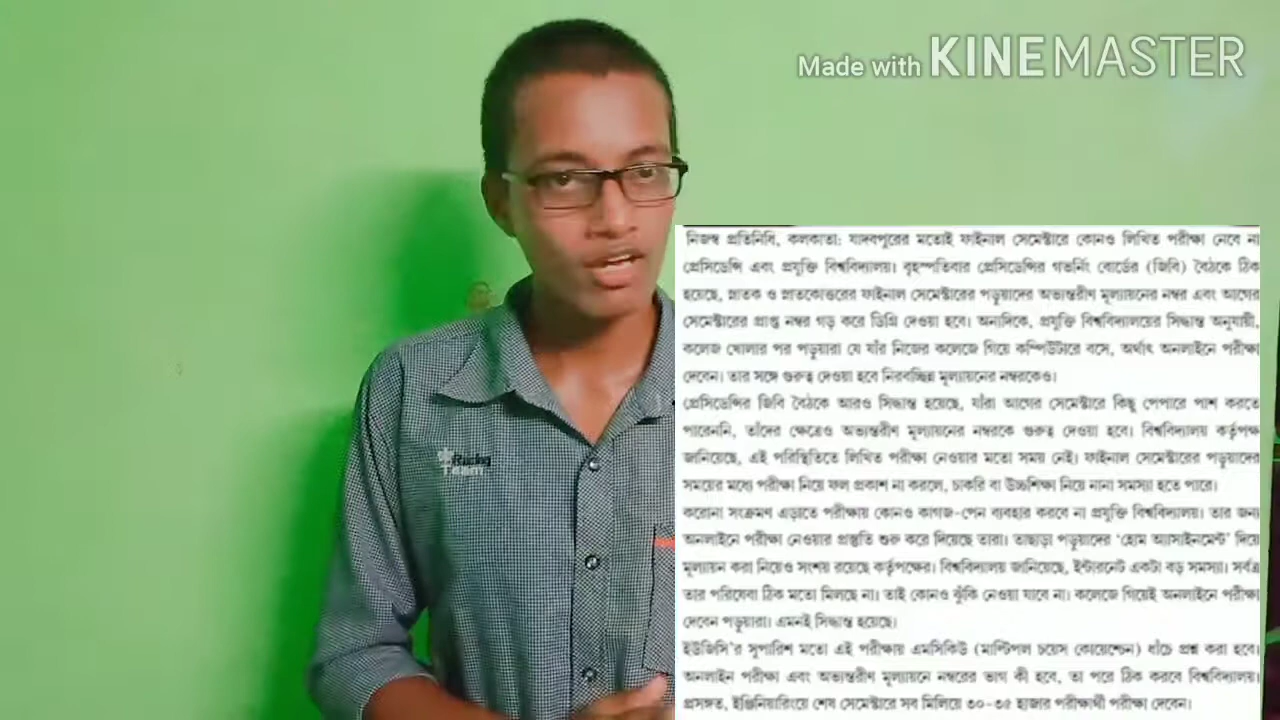 Made with KINEMASTER
নিজস্ব প্রতিনিধি, কলকাতা: যাদবপুরের মতোই ফাইনাল সেমেস্টারে কোনও লিখিত পরীক্ষা নেবে না
প্রেসিডেন্সি এবং প্রযুক্তি বিশ্ববিদ্যালয়। বৃহস্পতিবার প্রেসিডেন্সির গভর্নিং বোর্ডের (জিবি) বৈঠকে ঠিক
হয়েছে, স্নাতক ও স্নাতকোত্তরের ফাইনাল সেমেস্টারের পড়ুয়াদের অভ্যন্তরীণ মূল্যায়নের নম্বর এবং আগের
সেমেস্টারের প্রাপ্ত নম্বর গড় করে ডিগ্রি দেওয়া হবে। অন্যদিকে, প্রযুক্তি বিশ্ববিদ্যালয়ের সিদ্ধান্ত অনুযায়ী,
কলেজ খোলার পর পড়ুয়ারা যে যাঁর নিজের কলেজে গিয়ে কম্পিউটারে বসে, অর্থাৎ অনলাইনে পরীক্ষা
দেবেন। তার সঙ্গে গুরুত্ব দেওয়া হবে নিরবচ্ছিন্ন মূল্যায়নের নম্বরকেও।
প্রেসিডেন্সির জিবি বৈঠকে আরও সিদ্ধান্ত হয়েছে, যাঁরা আগের সেমেস্টারে কিছু পেপারে পাশ করতে
পারেননি, তাঁদের ক্ষেত্রেও অভ্যন্তরীণ মূল্যায়নের নম্বরকে গুরুত্ব দেওয়া হবে। বিশ্ববিদ্যালয় কর্তৃপক্ষ
জানিয়েছে, এই পরিস্থিতিতে লিখিত পরীক্ষা নেওয়ার মতো সময় নেই। ফাইনাল সেমেস্টারের পড়ুয়াদের
সময়ের মধ্যে পরীক্ষা নিয়ে ফল প্রকাশ না করলে, চাকরি বা উচ্চশিক্ষা নিয়ে নানা সমস্যা হতে পারে।
করোনা সংক্রমণ এড়াতে পরীক্ষায় কোনও কাগজ-পেন ব্যবহার করবে না প্রযুক্তি বিশ্ববিদ্যালয়। তার জন্য
অনলাইনে পরীক্ষা নেওয়ার প্রস্তুতি শুরু করে দিয়েছে তারা। তাছাড়া পড়ুয়াদের ‘হোম অ্যাসাইনমেন্ট’ দিয়ে
মূল্যায়ন করা নিয়েও সংশয় রয়েছে কর্তৃপক্ষের। বিশ্ববিদ্যালয় জানিয়েছে, ইন্টারনেট একটা বড় সমস্যা। সর্বত্র
তার পরিষেবা ঠিক মতো মিলছে না। তাই কোনও ঝুঁকি নেওয়া যাবে না। কলেজে গিয়েই অনলাইনে পরীক্ষা
দেবেন পড়ুয়ারা। এমনই সিদ্ধান্ত হয়েছে।
ইউজিসি'র সুপারিশ মতো এই পরীক্ষায় এমসিকিউ (মাল্টিপল চয়েস কোয়েশ্চেন) ধাঁচে প্রশ্ন করা হবে।
অনলাইন পরীক্ষা এবং অভ্যন্তরীণ মূল্যায়নে নম্বরের ভাগ কী হবে, তা পরে ঠিক করবে বিশ্ববিদ্যালয়।
প্রসঙ্গত, ইঞ্জিনিয়ারিংয়ে শেষ সেমেস্টারে সব মিলিয়ে ৩০-৩৫ হাজার পরীক্ষার্থী পরীক্ষা দেবেন।
Team